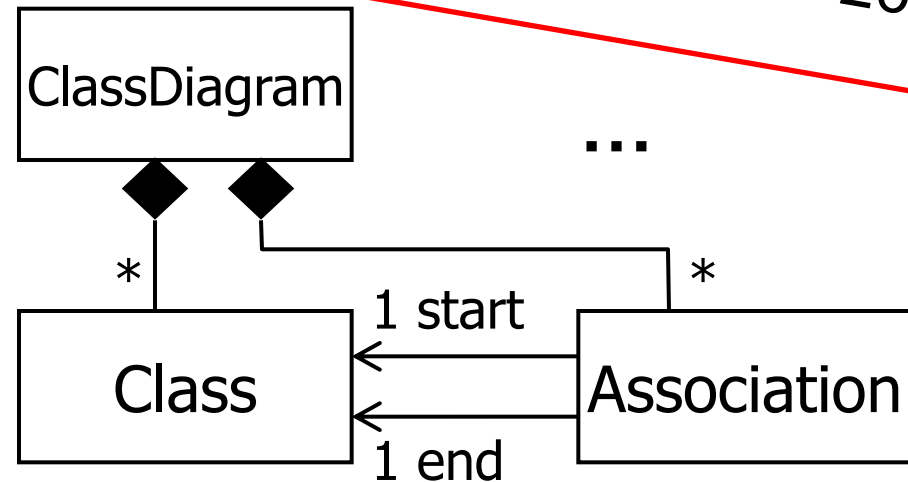 ClassDiagram
...
*
*
1 start
Class
Association
1 end